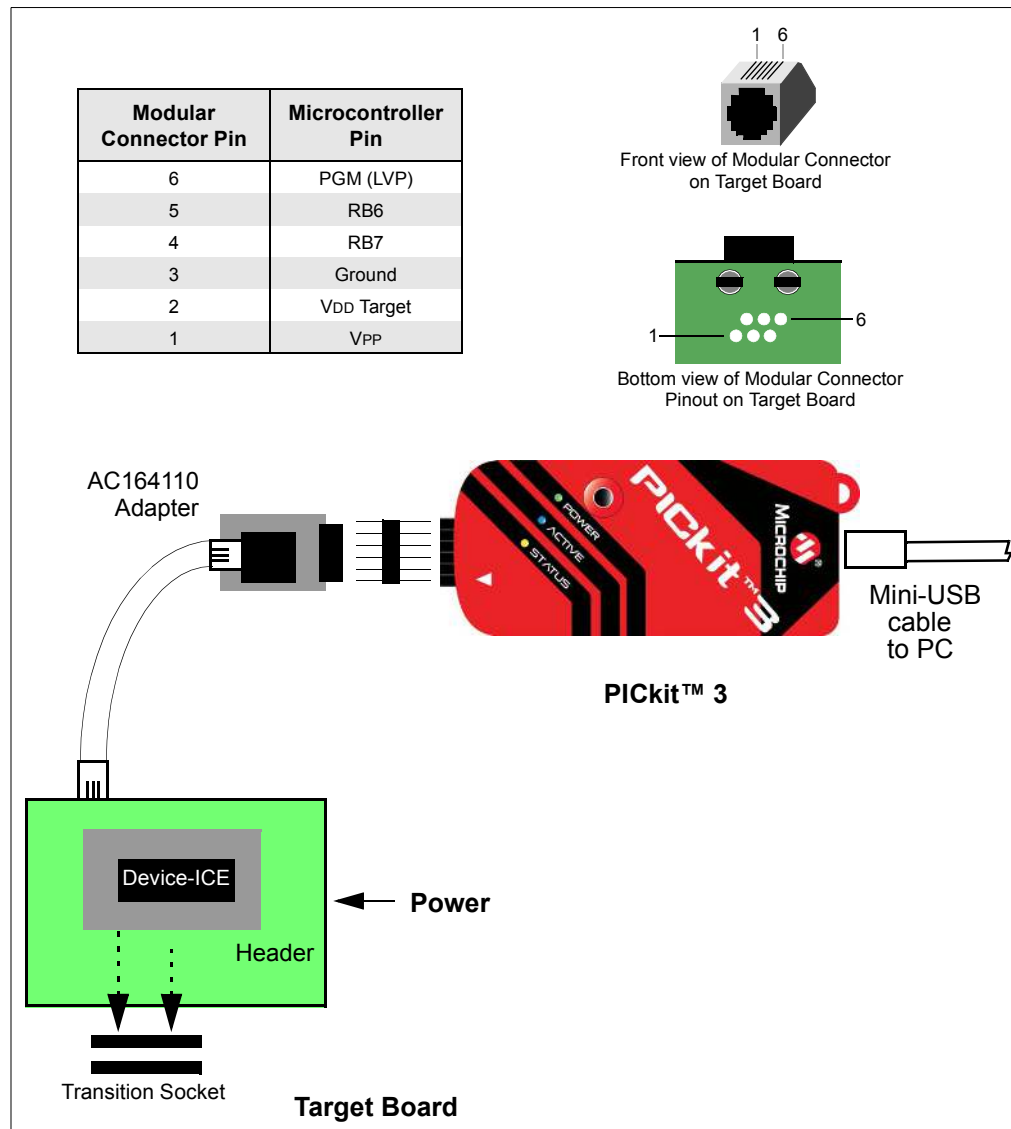 Modular Connector Pin
Microcontroller Pin
6 PGM (LVP)
5 RB6
4 RB7
3 Ground
2 VDD Target
1 VPP
1 6
Front view of Modular Connector
on Target Board
6
1
Bottom view of Modular Connector
Pinout on Target Board
AC164110
Adapter
POWER
ACTIVE
STATUS
PICkit™ 3
MICROCHIP
®
Mini-USB
cable
to PC
PICkit™ 3
Device-ICE
Power
Header
Transition Socket
Target Board